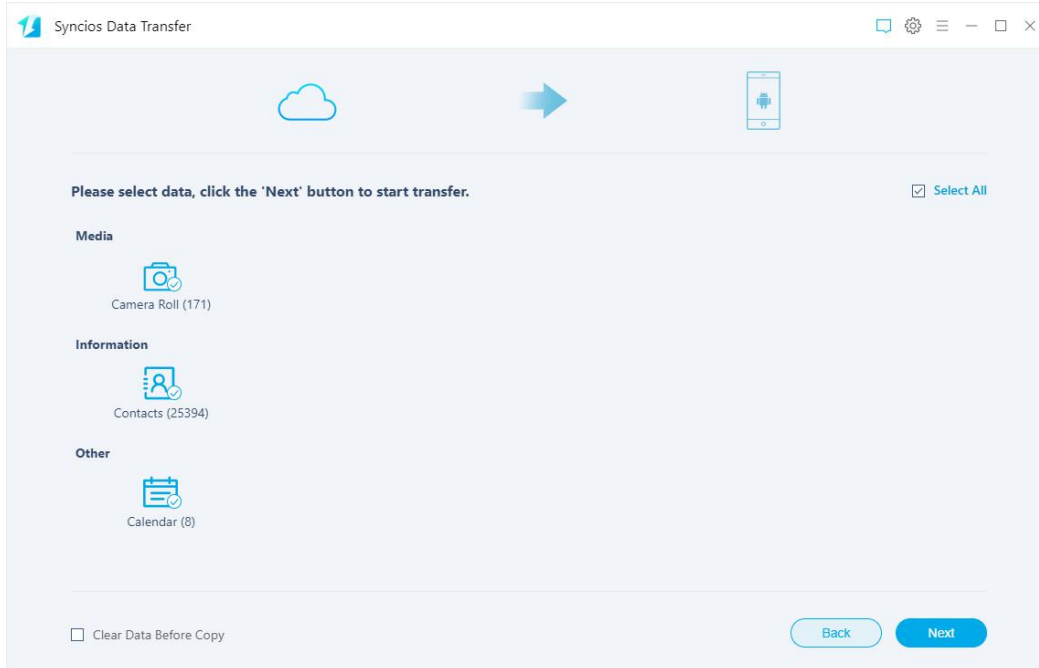 Syncios Data Transfer
Please select data, click the 'Next' button to start transfer.
Select All
Media
Camera Roll (171)
Information
Contacts (25394)
Other
Calendar (8)
Clear Data Before Copy
Back
Next